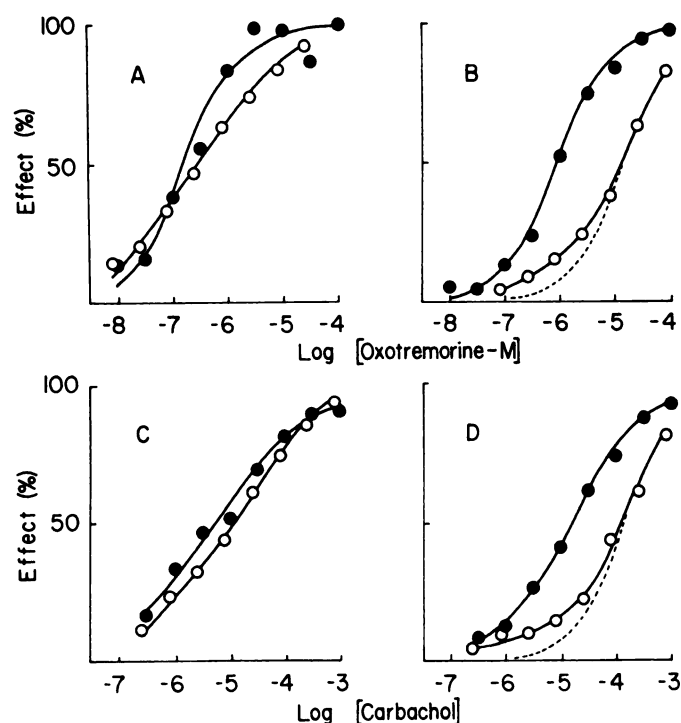 100
50
Effect (%)
A
B
-8 -7 -6 -5 -4
-8 -7 -6 -5 -4
Log [Oxotremorine-M]
100
50
Effect (%)
C
D
-7 -6 -5 -4 -3
-7 -6 -5 -4 -3
Log [Carbachol]